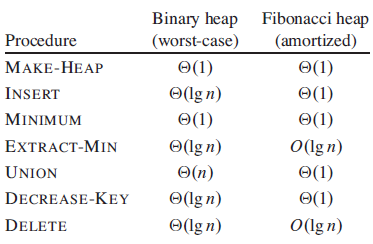 Binary heap Fibonacci heap
Procedure (worst-case) (amortized)
MAKE-HEAP Θ(1) Θ(1)
INSERT Θ(lg n) Θ(1)
MINIMUM Θ(1) Θ(1)
EXTRACT-MIN Θ(lg n) O(lg n)
UNION Θ(n) Θ(1)
DECREASE-KEY Θ(lg n) Θ(1)
DELETE Θ(lg n) O(lg n)